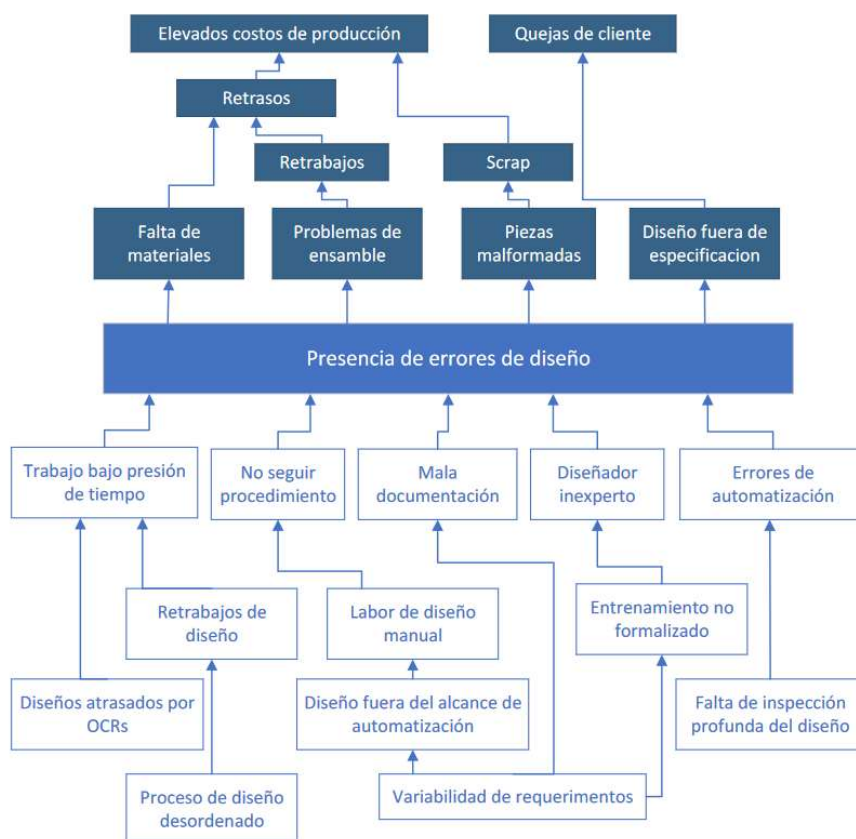 Elevados costos de producción
Quejas de cliente
Retrasos
Retrabajos
Scrap
Falta de
materiales
Problemas de
ensamble
Piezas
malformadas
Diseño fuera de
especificacion
Presencia de errores de diseño
Trabajo bajo presión
de tiempo
No seguir
procedimiento
Mala
documentación
Diseñador
inexperto
Errores de
automatización
Retrabajos de
diseño
Labor de diseño
manual
Entrenamiento no
formalizado
Diseños atrasados por
OCRs
Diseño fuera del alcance de
automatización
Falta de inspección
profunda del diseño
Proceso de diseño
desordenado
Variabilidad de requerimentos